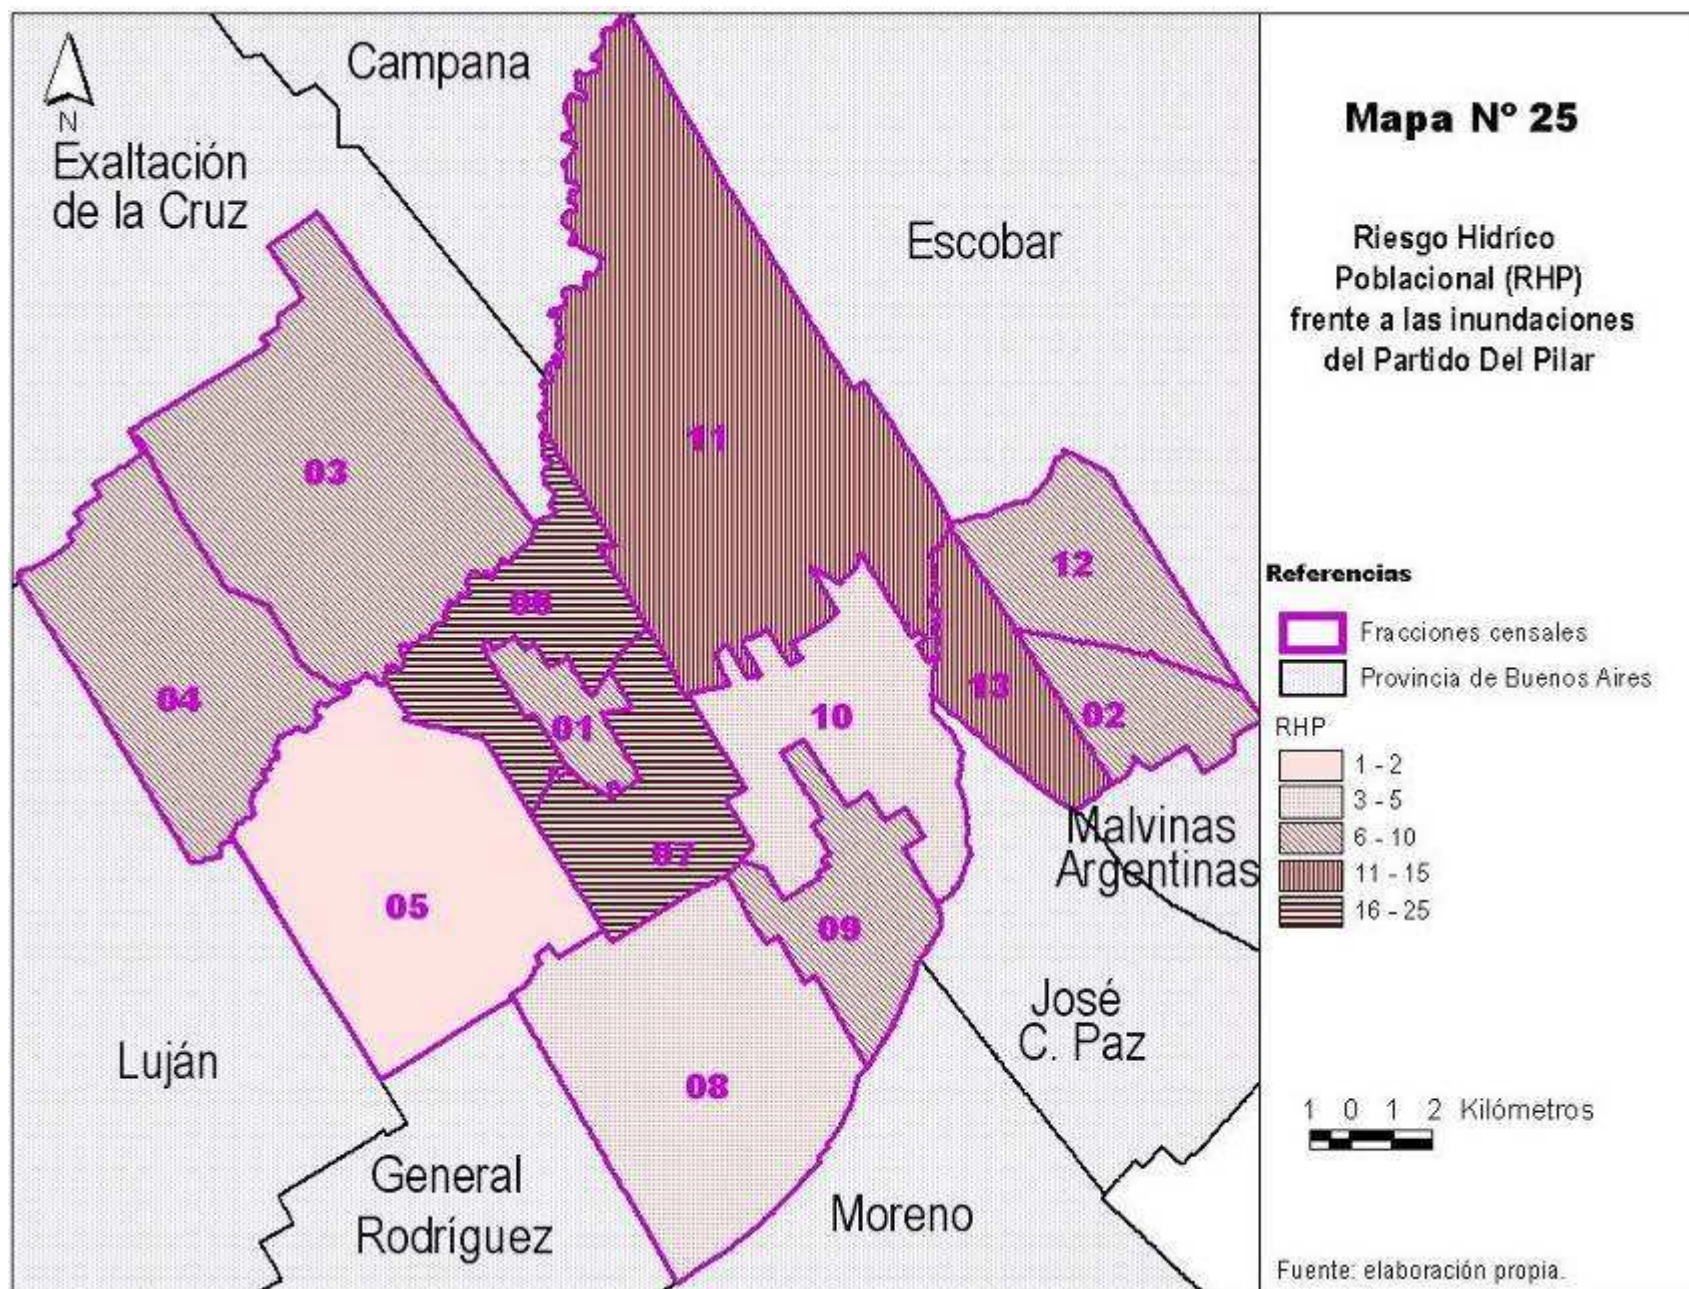 Campana
N
Exaltación
de la Cruz
Escobar
11
03
12
06
04
13
02
01
10
Malvinas
Argentinas
07
05
09
José
C. Paz
Luján
08
General
Rodríguez
Moreno
Mapa Nº 25
Riesgo Hidríco
Poblacional (RHP)
frente a las inundaciones
del Partido Del Pilar
Referencias
Fracciones censales
Provincia de Buenos Aires
RHP
1 - 2
3 - 5
6 - 10
11 - 15
16 - 25
1 0 1 2 Kilómetros
Fuente: elaboración propia.